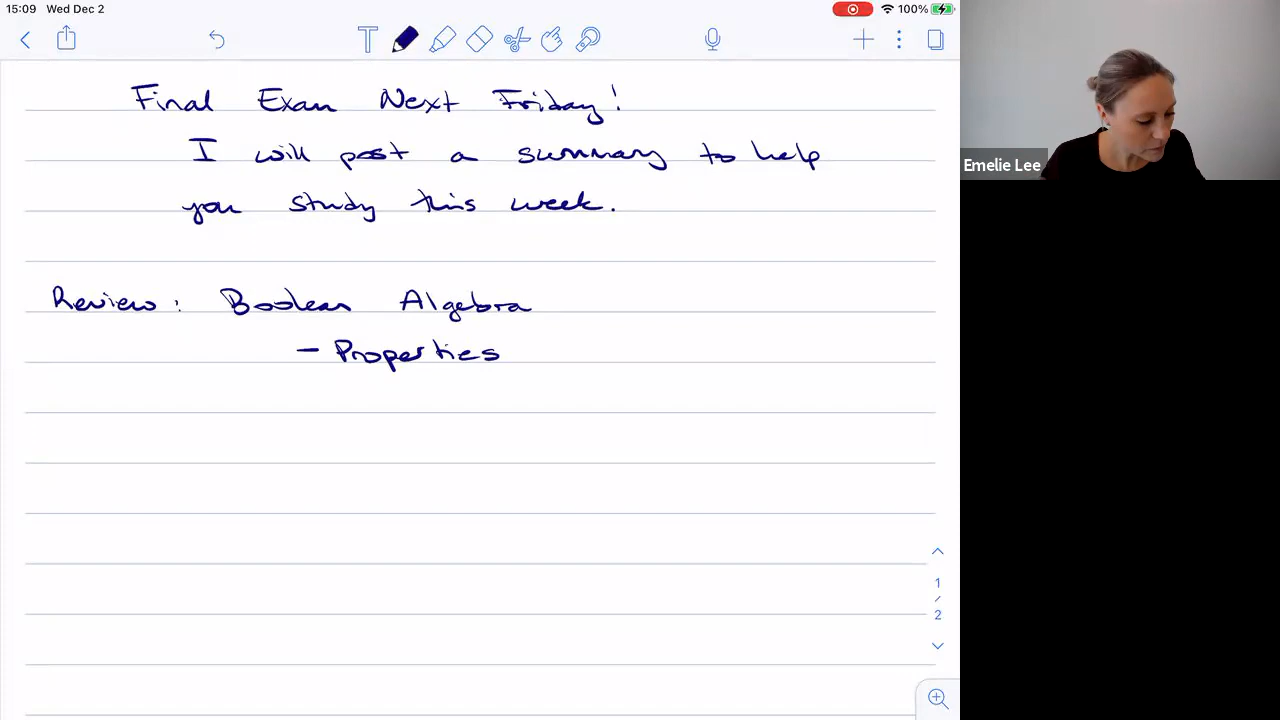 15:09 Wed Dec 2
100%
Final Exam Next Friday!
I will post a summary to help
you study this week.
Review: Boolean Algebra
- Properties
Emelie Lee
1
/
2